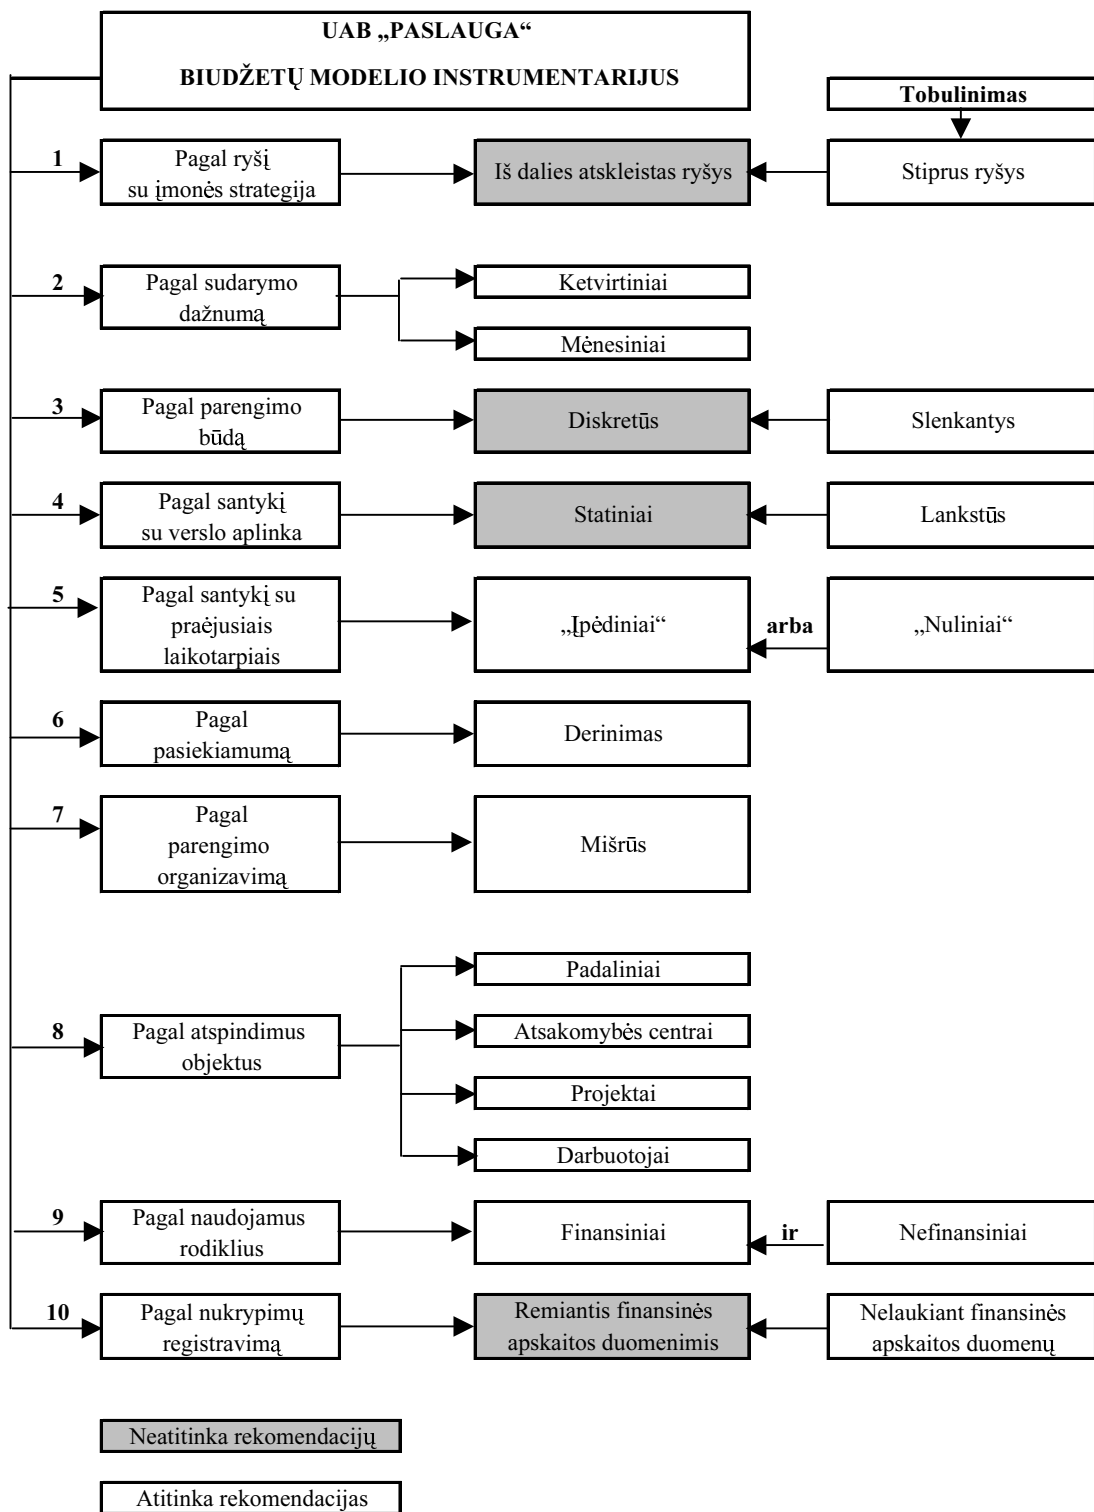 UAB „PASLAUGA“
BIUDŽETŲ MODELIO INSTRUMENTARIJUS
Tobulinimas
1
Pagal ryšį
su įmonės strategija
Iš dalies atskleistas ryšys
Stiprus ryšys
2
Pagal sudarymo
dažnumą
Ketvirtiniai
Mėnesiniai
3
Pagal parengimo
būdą
Diskretūs
Slenkantys
4
Pagal santykį
su verslo aplinka
Statiniai
Lankstūs
5
Pagal santykį su
praėjusiais
laikotarpiais
„Įpėdiniai“
arba
„Nuliniai“
6
Pagal
pasiekiamumą
Derinimas
7
Pagal
parengimo
organizavimą
Mišrūs
8
Pagal atspindimus
objektus
Padaliniai
Atsakomybės centrai
Projektai
Darbuotojai
9
Pagal naudojamus
rodiklius
Finansiniai
ir
Nefinansiniai
10
Pagal nukrypimų
registravimą
Remiantis finansinės
apskaitos duomenimis
Nelaukiant finansinės
apskaitos duomenų
Neatitinka rekomendacijų
Atitinka rekomendacijas